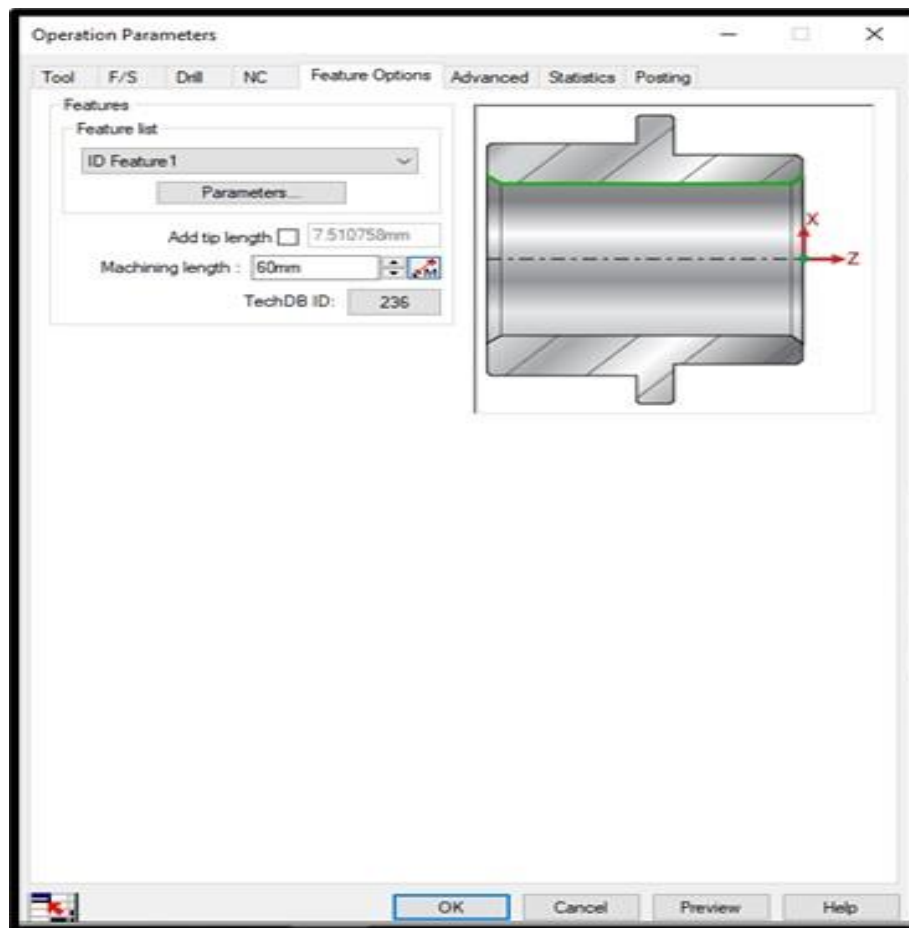 Operation Parameters
Tool F/S Drill NC Feature Options Advanced Statistics Posting
Features
Feature list
ID Feature1
Parameters...
Add tip length 7.510758mm
Machining length : 60mm
TechDB ID: 236
X
Z
OK Cancel Preview Help